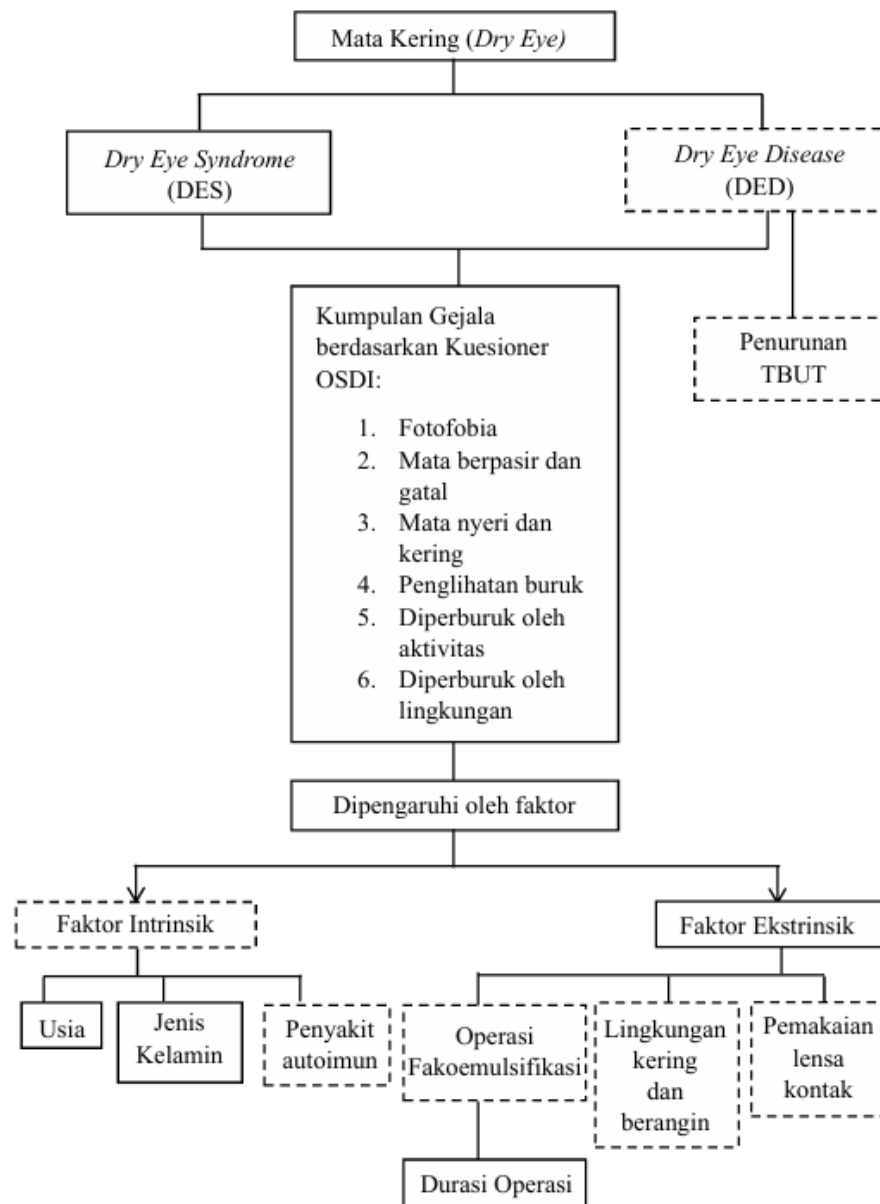 Mata Kering (Dry Eye)
Dry Eye Syndrome
(DES)
Dry Eye Disease
(DED)
Kumpulan Gejala
berdasarkan Kuesioner
OSDI:
1. Fotofobia
2. Mata berpasir dan
gatal
3. Mata nyeri dan
kering
4. Penglihatan buruk
5. Diperburuk oleh
aktivitas
6. Diperburuk oleh
lingkungan
Penurunan
TBUT
Dipengaruhi oleh faktor
Faktor Intrinsik
Faktor Ekstrinsik
Usia
Jenis
Kelamin
Penyakit
autoimun
Operasi
Fakoemulsifikasi
Lingkungan
kering
dan
berangin
Pemakaian
lensa
kontak
Durasi Operasi